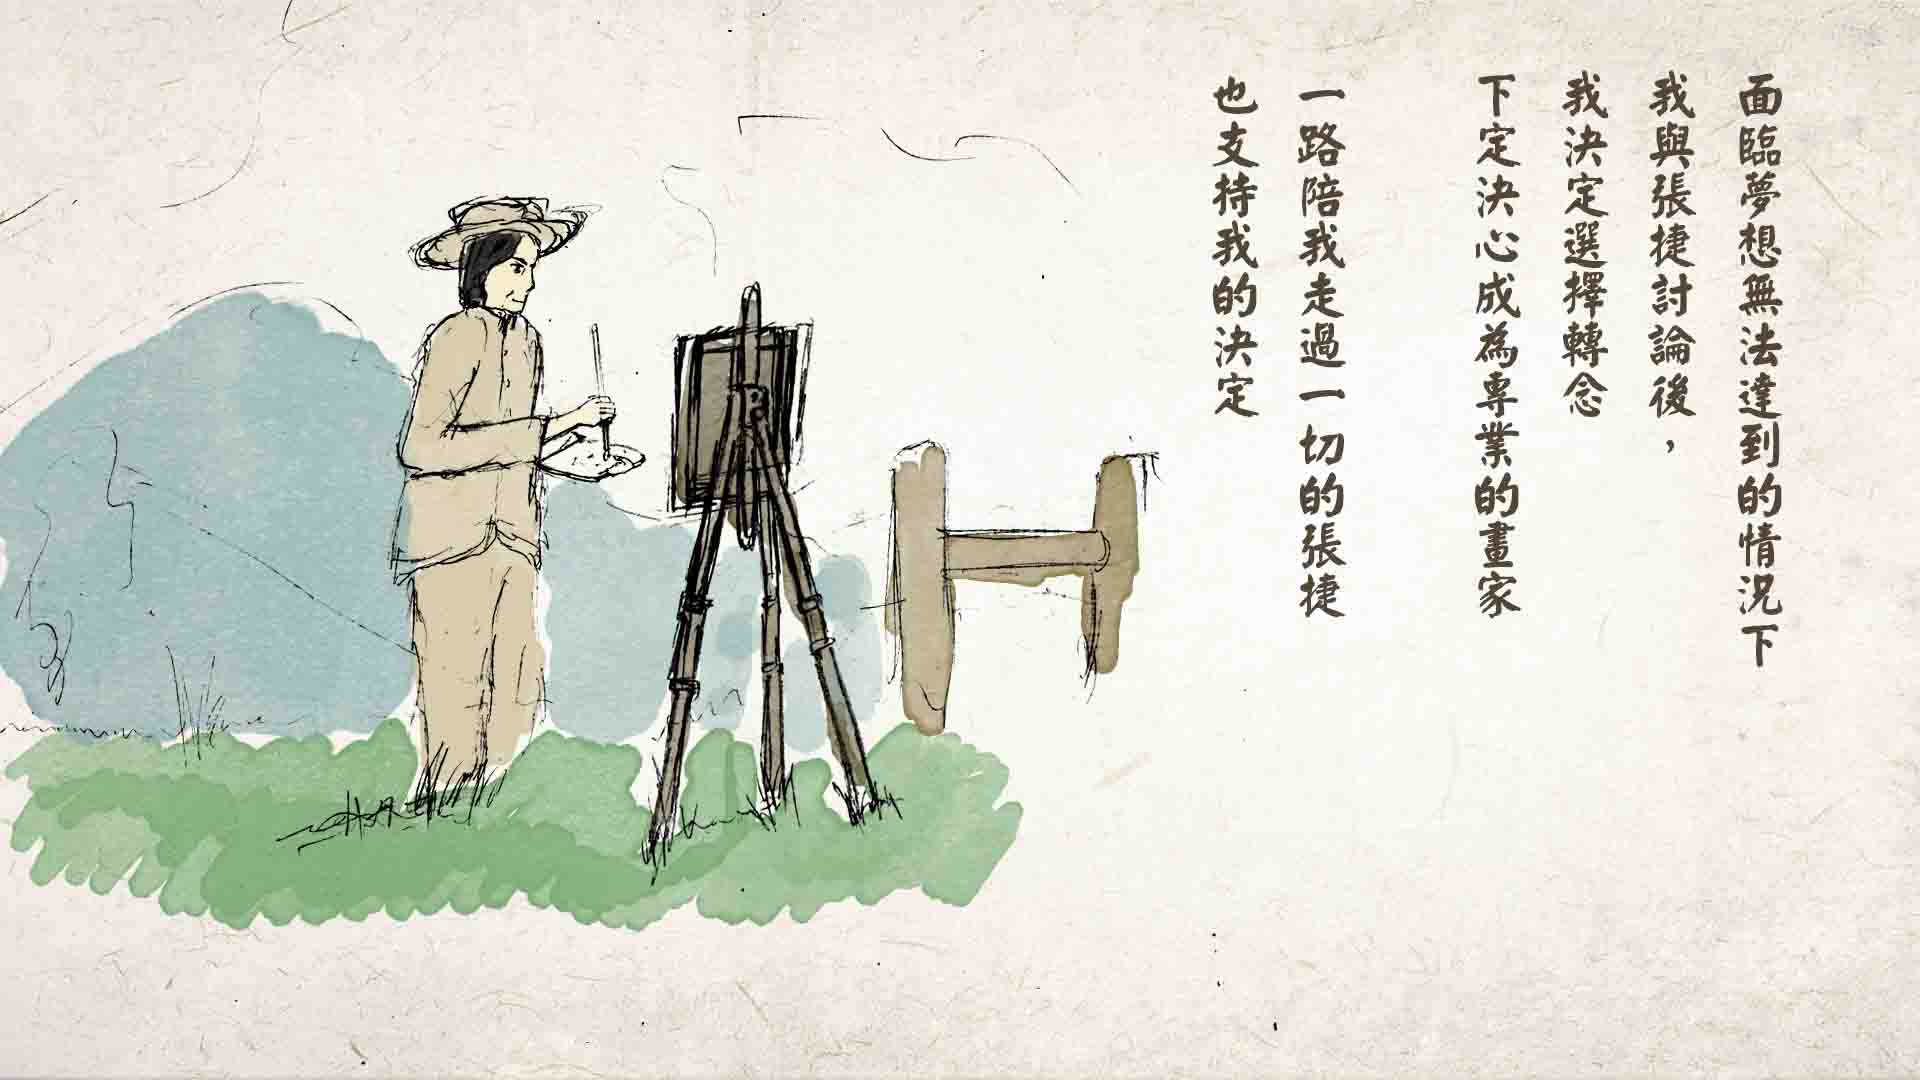 面臨夢想無法達到的情況下
我與張捷討論後，
我決定選擇轉念
下定決心成為專業的畫家
一路陪我走過一切的張捷
也支持我的決定